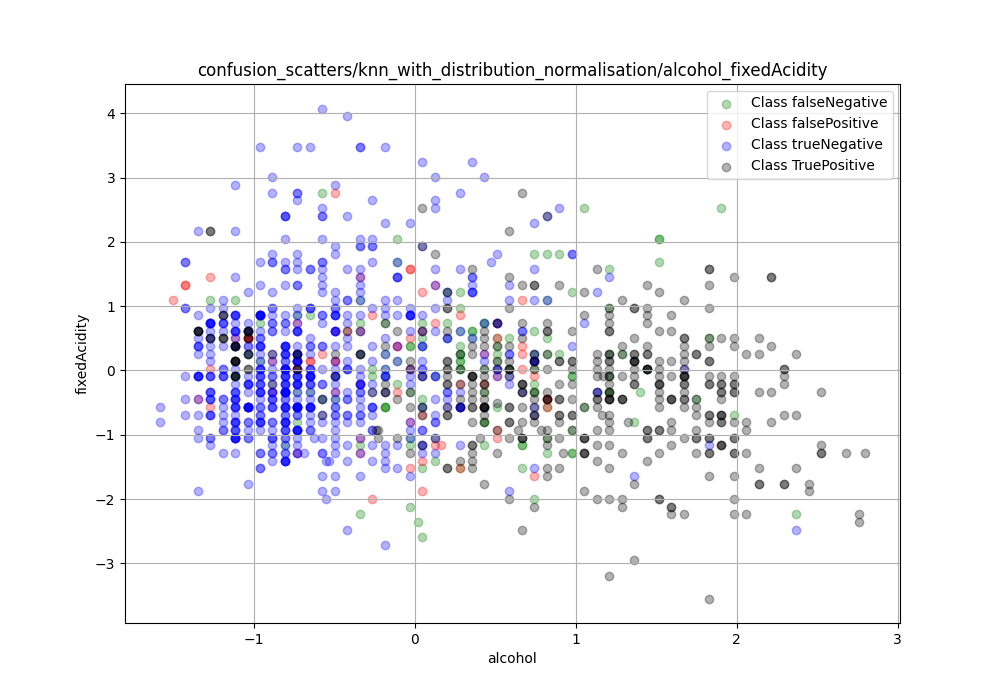 confusion_scatters/knn_with_distribution_normalisation/alcohol_fixedAcidity
Class falseNegative
Class falsePositive
Class trueNegative
Class TruePositive
4
3
2
1
0
−1
−2
−3
fixedAcidity
−1
0
1
2
3
alcohol